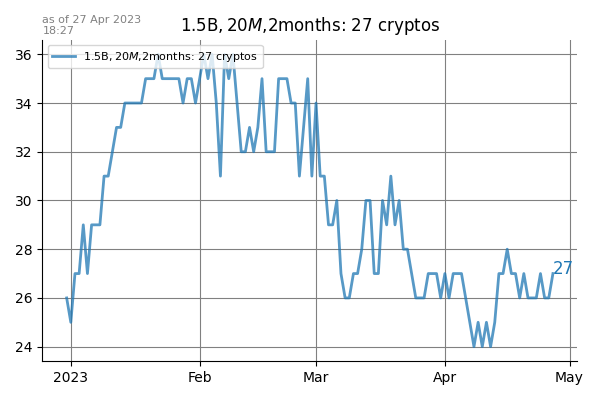 as of 27 Apr 2023
18:27
1.5B,20M,2months: 27 cryptos
1.5B,20M,2months: 27 cryptos
36
34
32
30
28
26
24
27
2023 Feb Mar Apr May